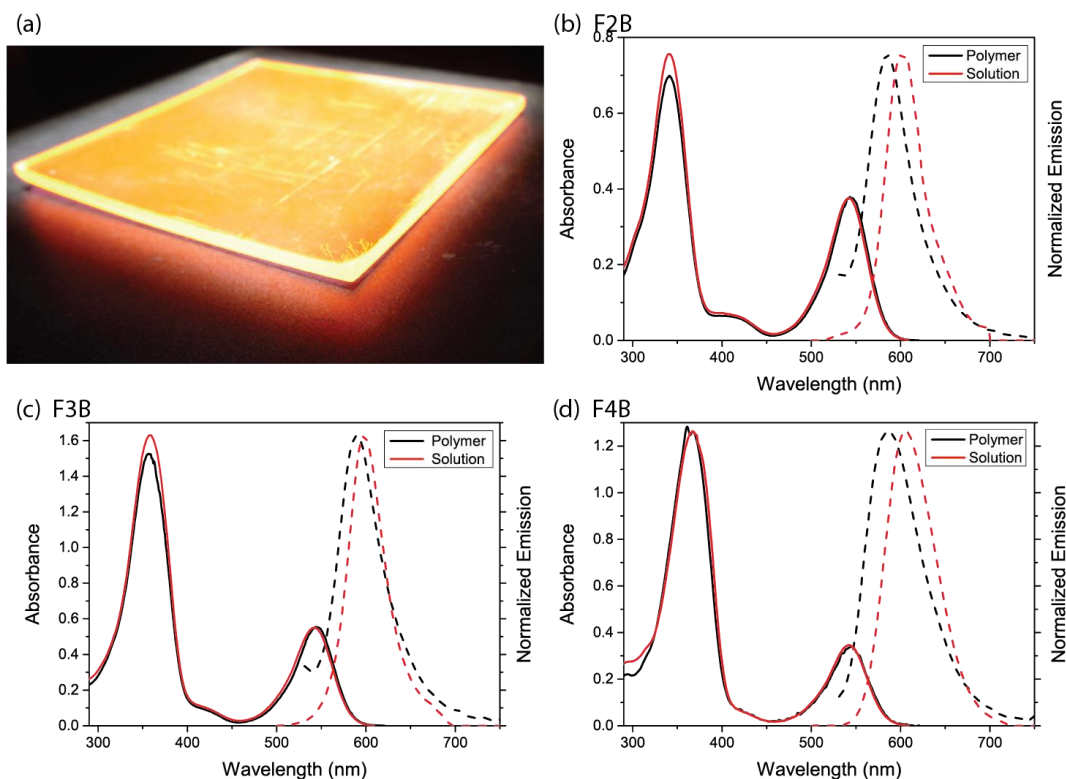 (a)
(b) F2B
0.8
0.6
0.4
0.2
0.0
Absorbance
Normalized Emission
Polymer
Solution
300 400 500 600 700
Wavelength (nm)
(c) F3B
1.6
1.4
1.2
1.0
0.8
0.6
0.4
0.2
0.0
Absorbance
Normalized Emission
Polymer
Solution
300 400 500 600 700
Wavelength (nm)
(d) F4B
1.2
1.0
0.8
0.6
0.4
0.2
0.0
Absorbance
Normalized Emission
Polymer
Solution
300 400 500 600 700
Wavelength (nm)